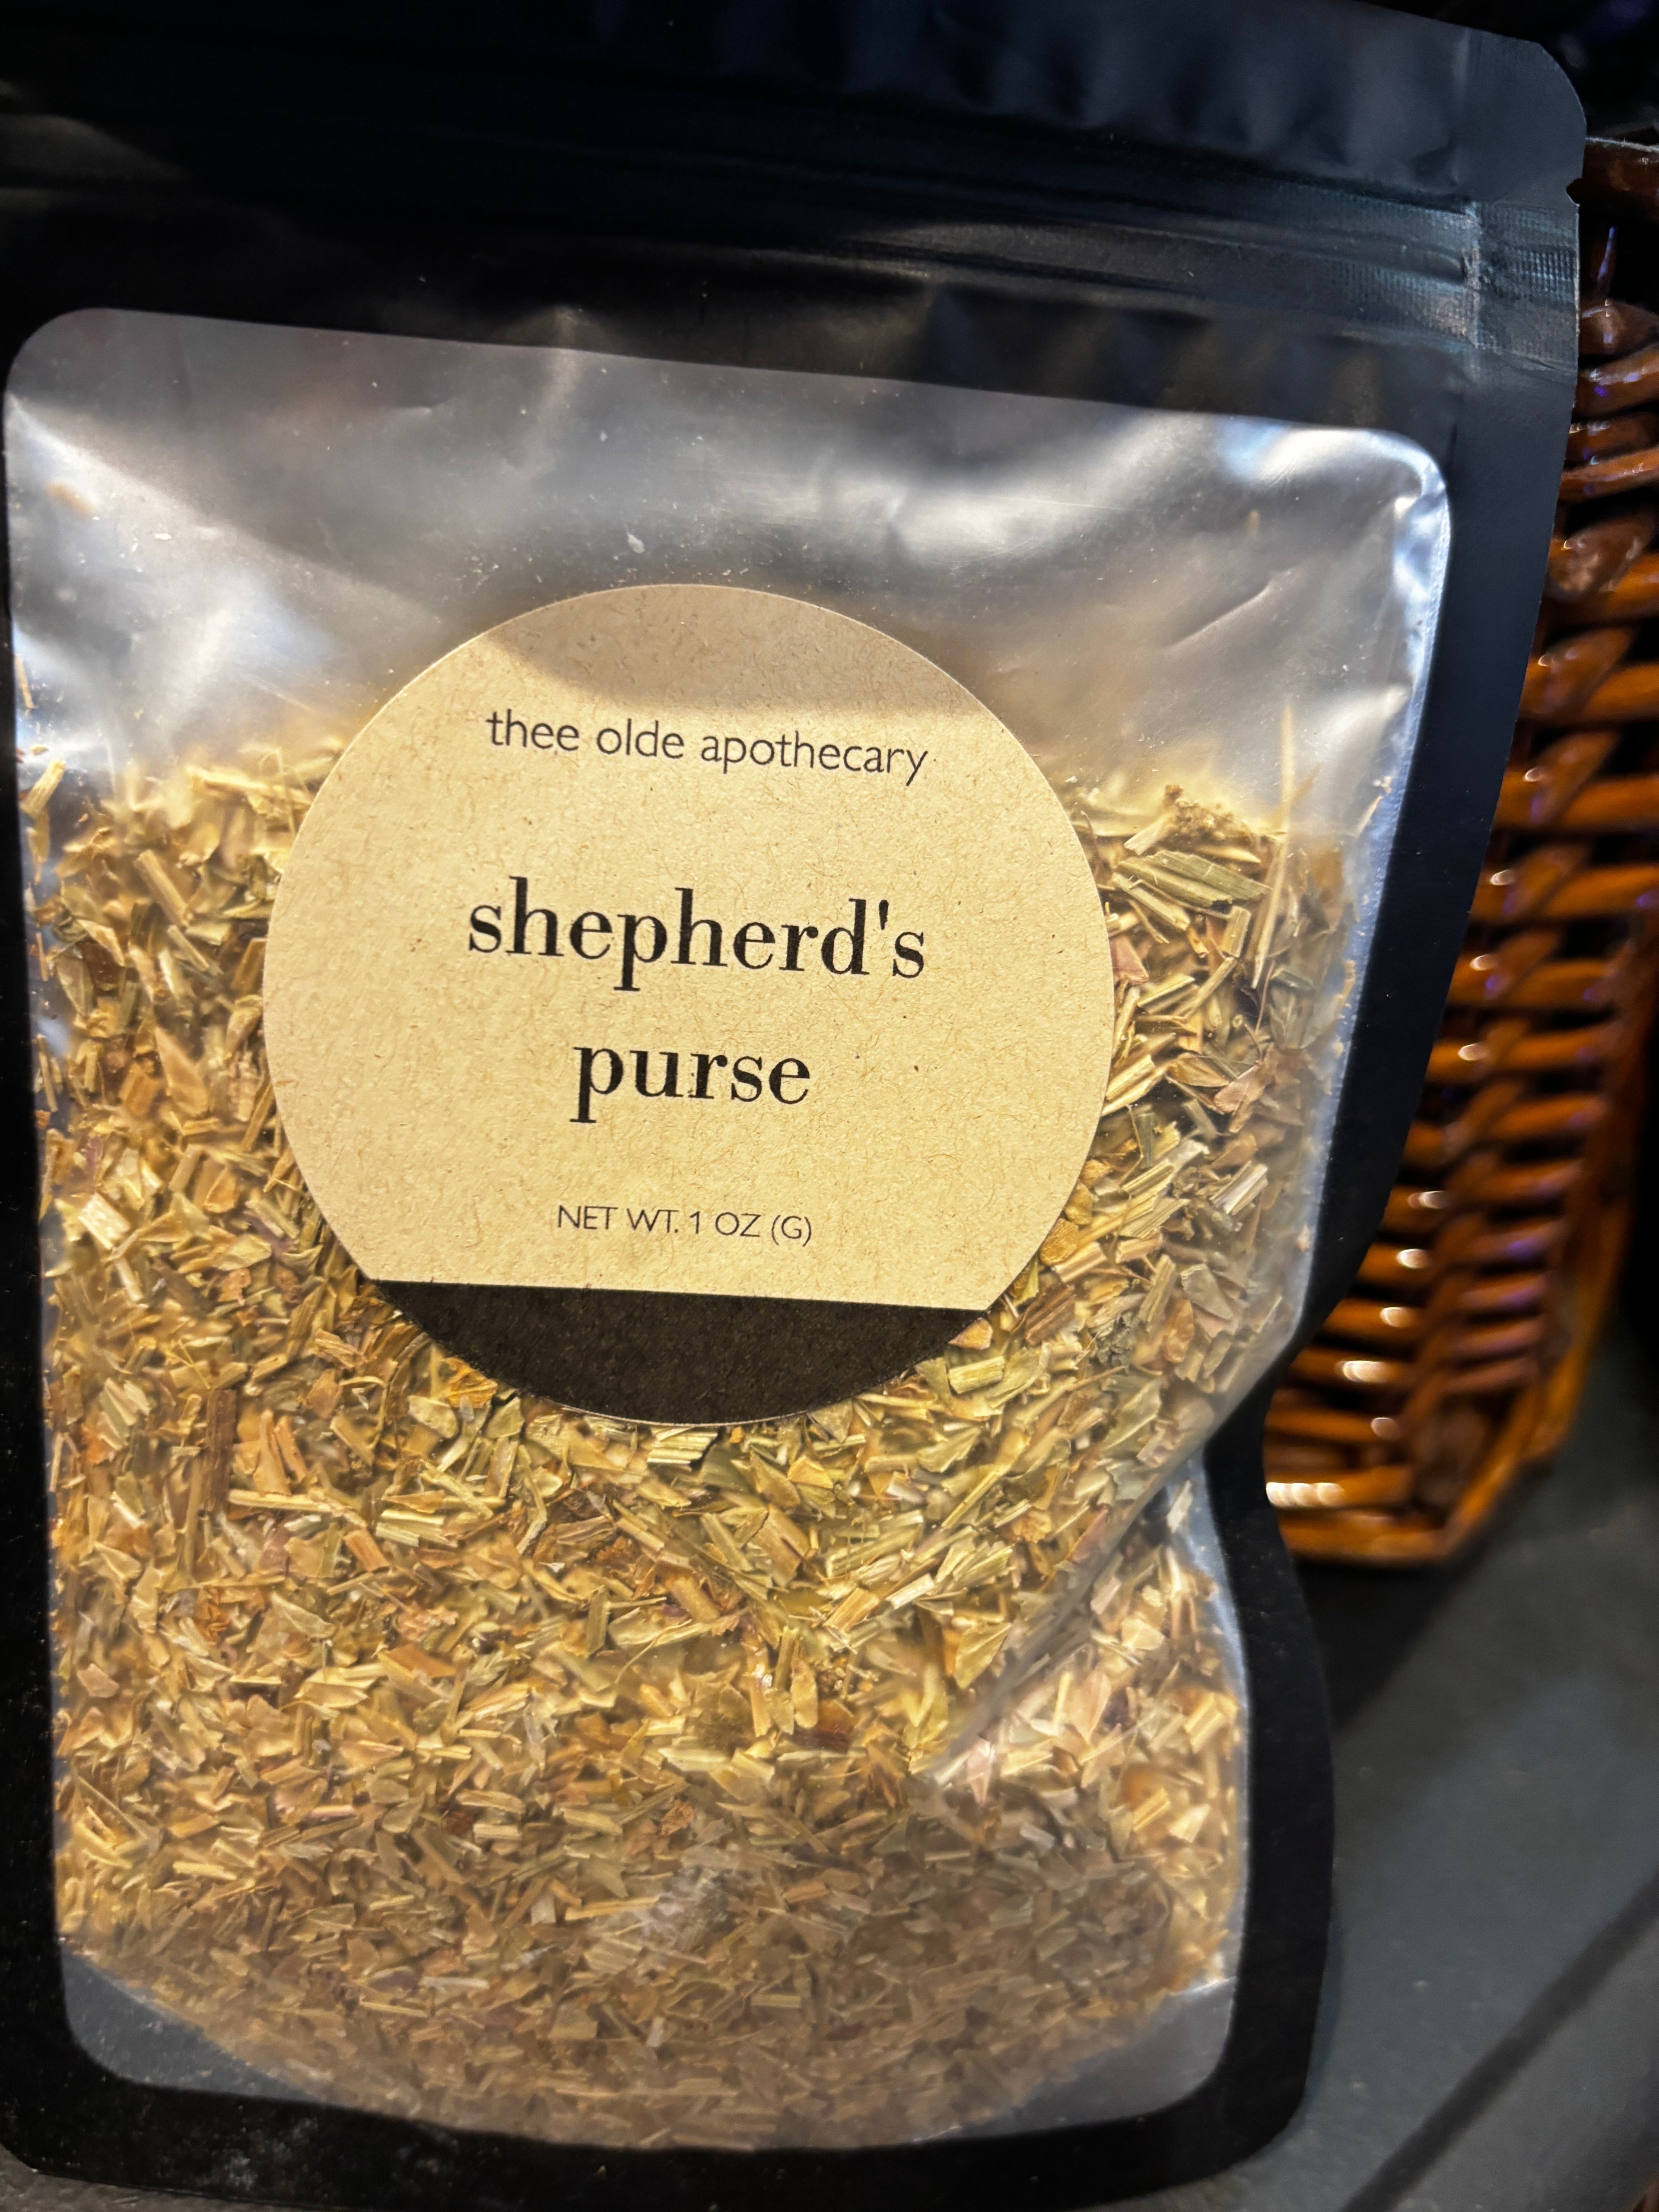 thee olde apothecary
shepherd's
purse
NET WT. 1 OZ (G)